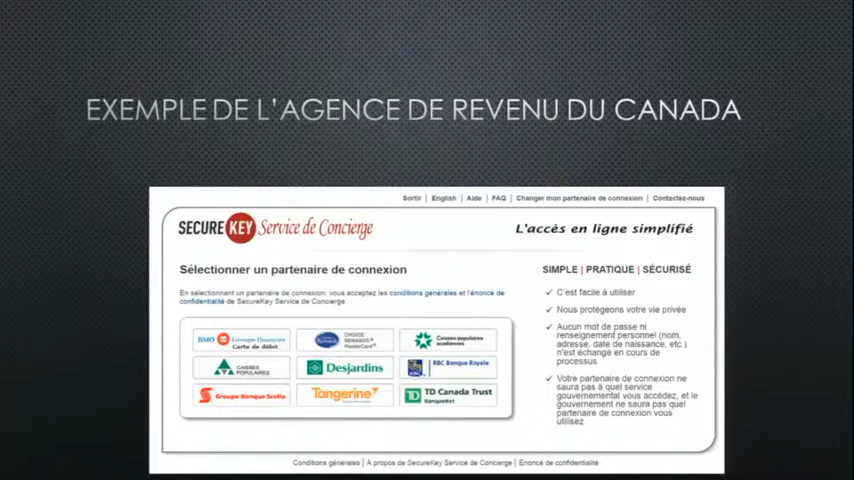 EXEMPLE DE L'AGENCE DE REVENU DU CANADA
Sortir | English | Aide | FAQ | Changer mon partenaire de connexion | Contactez-nous
SECUREKEY Service de Concierge
L'accès en ligne simplifié
Sélectionner un partenaire de connexion
En sélectionnant un partenaire de connexion, vous acceptez les conditions générales et l'énoncé de
confidentialité de SecureKey Service de Concierge.
BMO Groupe Financier
Carte de débit
CHOICE
REWARDS
MasterCard
Caisses populaires
acadiennes
CAISSES
POPULAIRES
Desjardins
RBC Banque Royale
Groupe Banque Scotia
Tangerine
TD Canada Trust
BanqueNet
SIMPLE | PRATIQUE | SÉCURISÉ
✓ C'est facile à utiliser
✓ Nous protégeons votre vie privée
✓ Aucun mot de passe ni
renseignement personnel (nom,
adresse, date de naissance, etc.)
n'est échangé en cours de
processus
✓ Votre partenaire de connexion ne
saura pas à quel service
gouvernemental vous accédez, et le
gouvernement ne saura pas quel
partenaire de connexion vous
utilisez
Conditions générales | À propos de SecureKey Service de Concierge | Énoncé de confidentialité